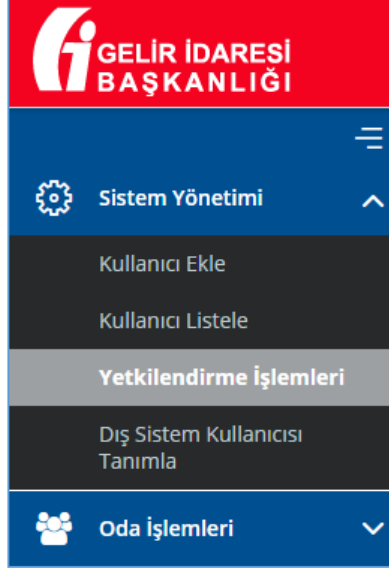 GELİR İDARESİ
BAŞKANLIĞI
Sistem Yönetimi
Kullanıcı Ekle
Kullanıcı Listele
Yetkilendirme İşlemleri
Dış Sistem Kullanıcısı
Tanımla
Oda İşlemleri